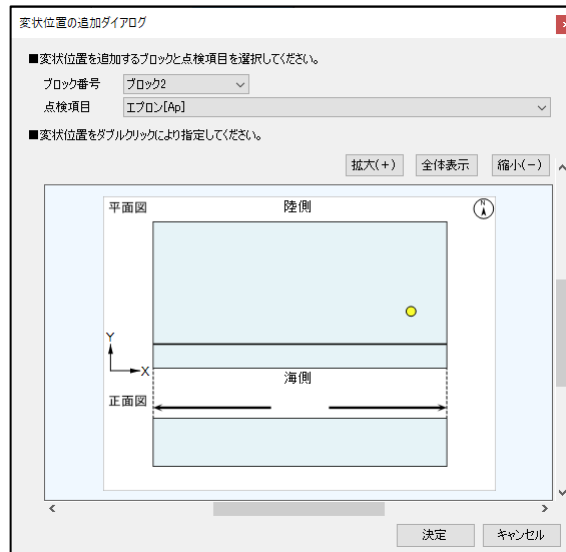 変状位置の追加ダイアログ
■変状位置を追加するブロックと点検項目を選択してください。
ブロック番号 ブロック2
点検項目 エプロン[Ap]
■変状位置をダブルクリックにより指定してください。
拡大(+) 全体表示 縮小(-)
平面図 陸側 N
Y
X
海側
正面図
決定 キャンセル